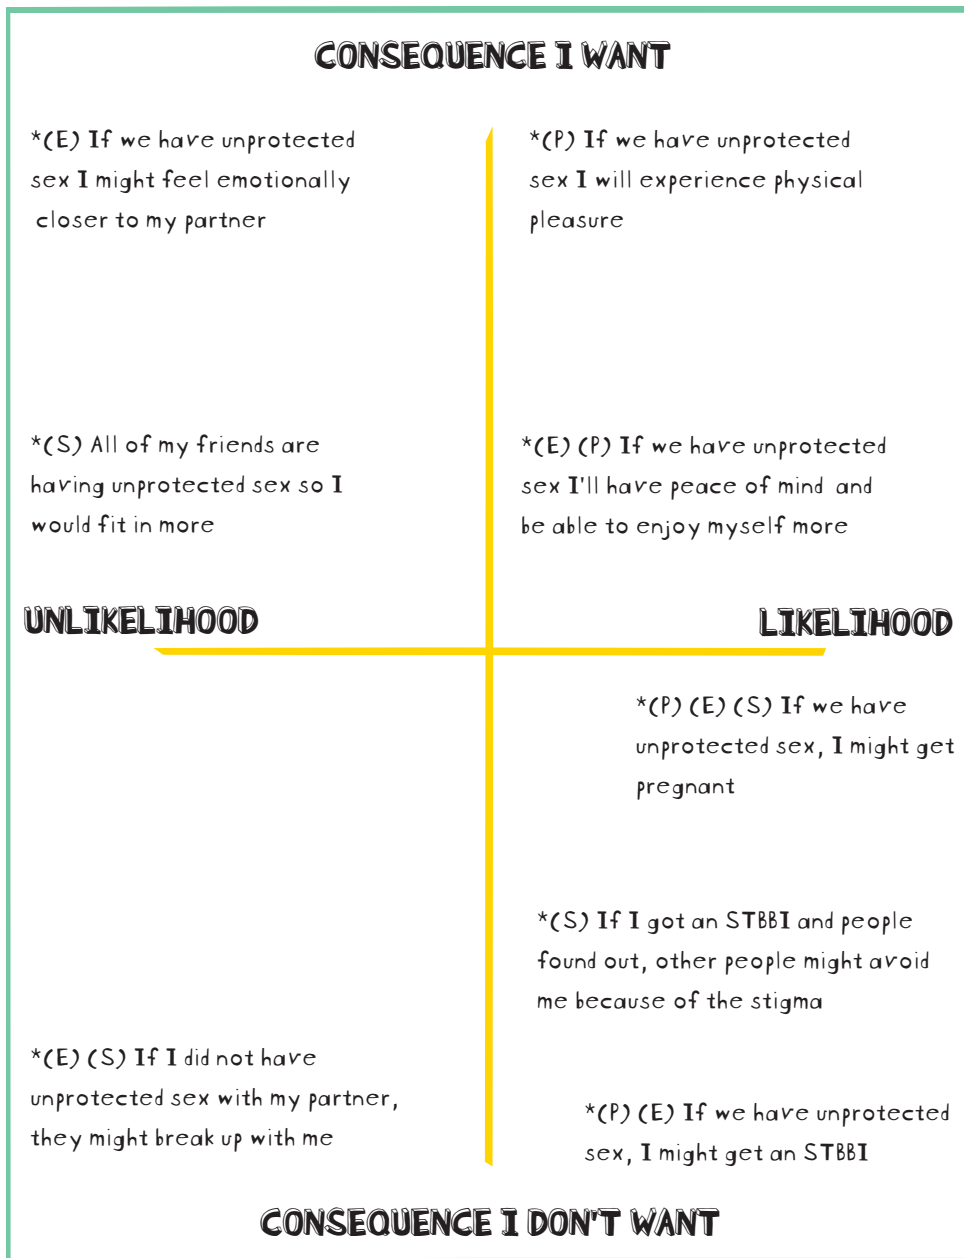 CONSEQUENCE I WANT
*(E) If we have unprotected
sex I might feel emotionally
closer to my partner
*(P) If we have unprotected
sex I will experience physical
pleasure
*(S) All of my friends are
having unprotected sex so I
would fit in more
*(E) (P) If we have unprotected
sex I'll have peace of mind and
be able to enjoy myself more
UNLIKELIHOOD
LIKELIHOOD
*(P) (E) (S) If we have
unprotected sex, I might get
pregnant
*(S) If I got an STBBI and people
found out, other people might avoid
me because of the stigma
*(E) (S) If I did not have
unprotected sex with my partner,
they might break up with me
*(P) (E) If we have unprotected
sex, I might get an STBBI
CONSEQUENCE I DON'T WANT